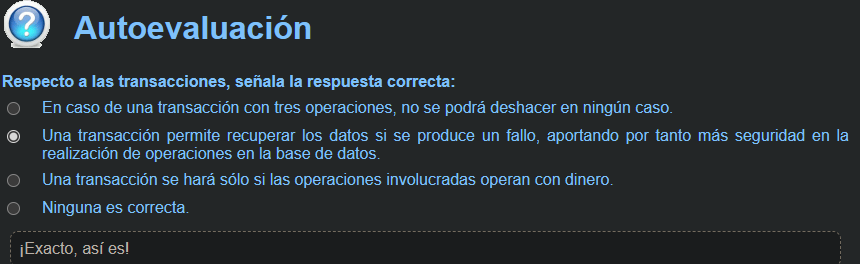 Autoevaluación
Respecto a las transacciones, señala la respuesta correcta:
En caso de una transacción con tres operaciones, no se podrá deshacer en ningún caso.
Una transacción permite recuperar los datos si se produce un fallo, aportando por tanto más seguridad en la
realización de operaciones en la base de datos.
Una transacción se hará sólo si las operaciones involucradas operan con dinero.
Ninguna es correcta.
¡Exacto, así es!